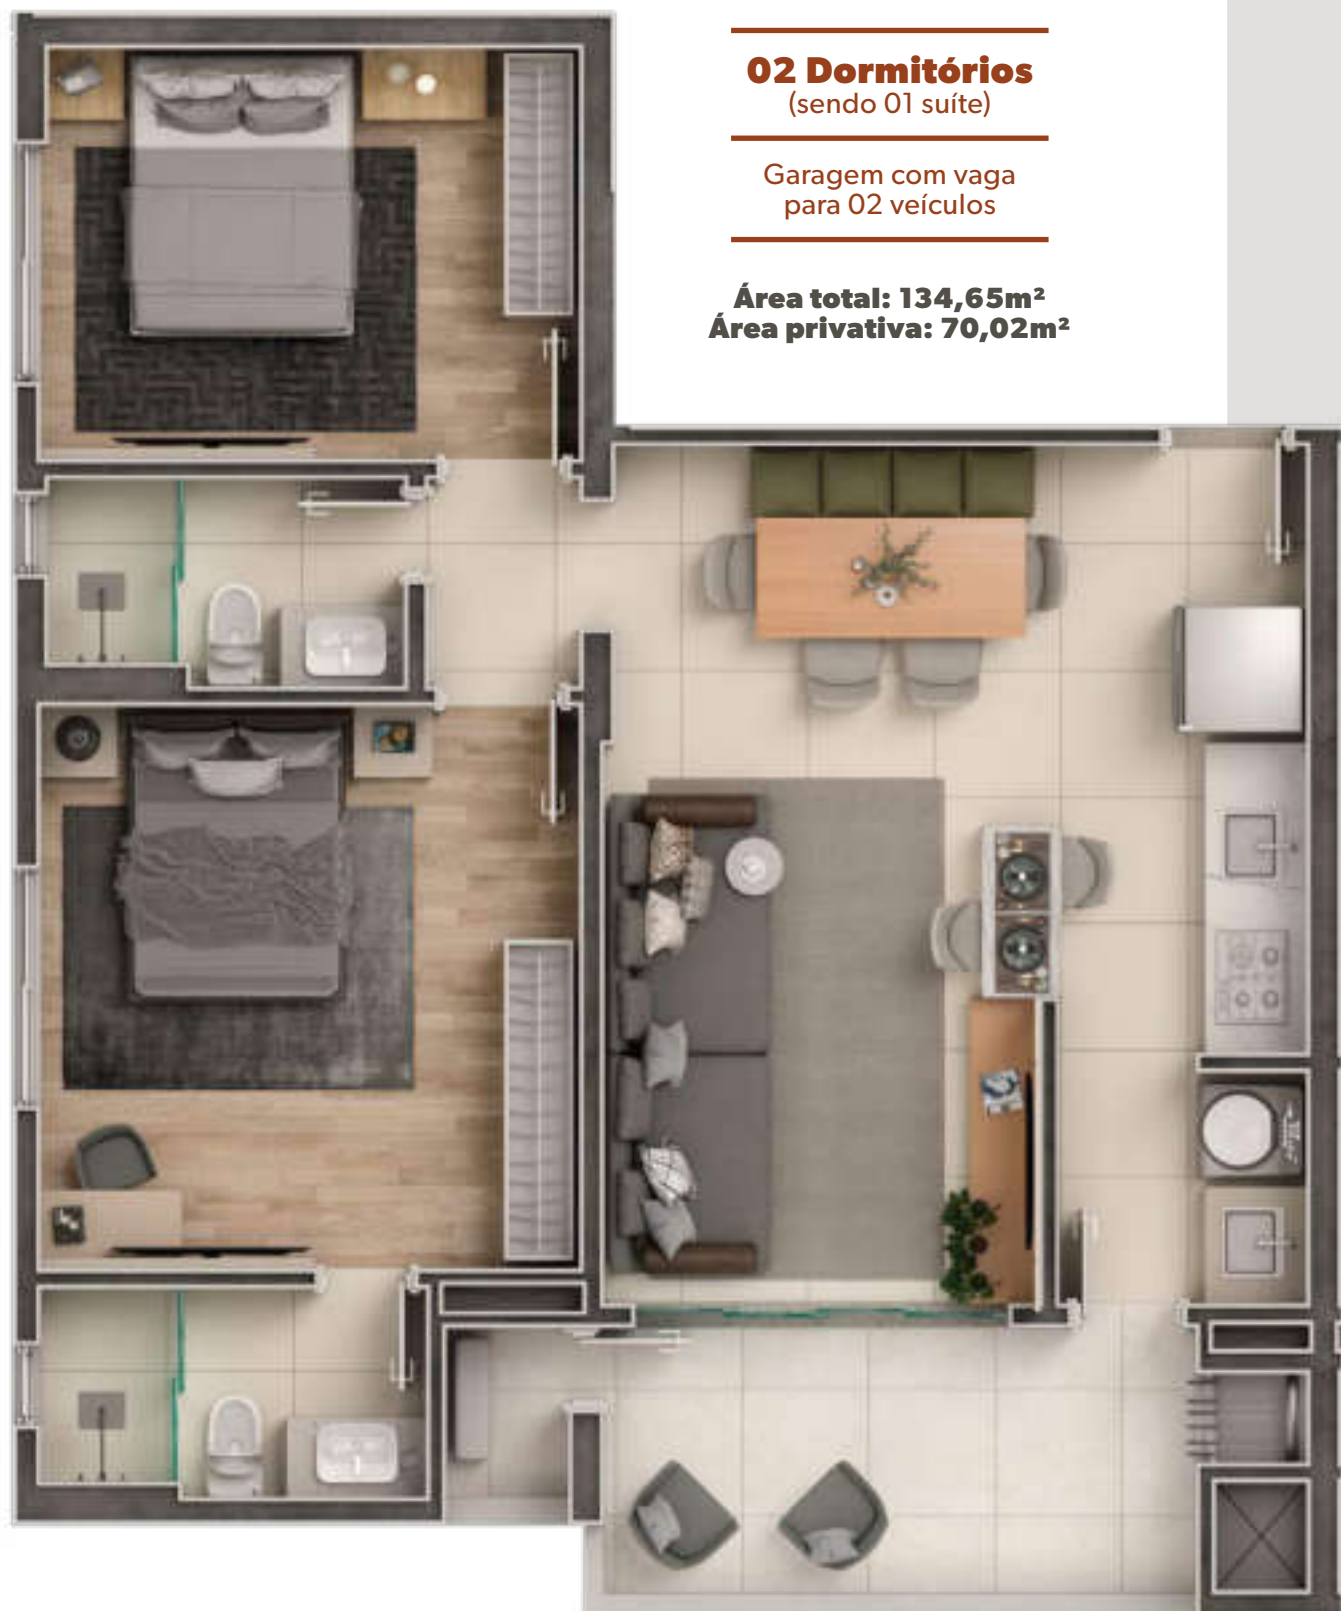 02 Dormitórios
(sendo 01 suíte)
Garagem com vaga
para 02 veículos
Área total: 134,65m²
Área privativa: 70,02m²